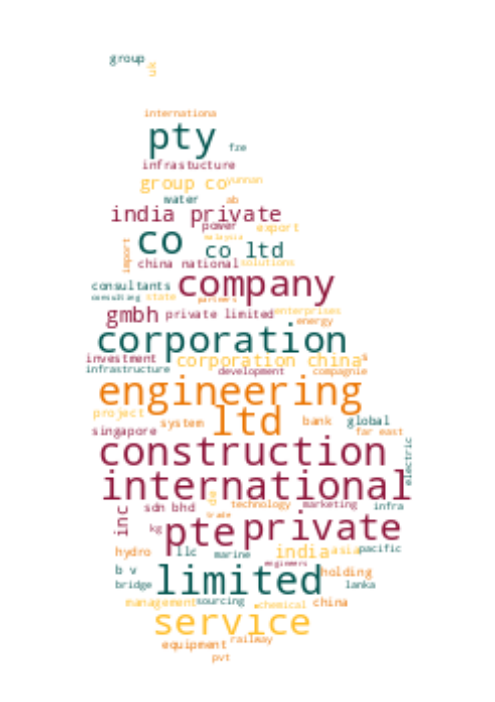 group
uk
internationa
pty
fze
infrastucture
group co
yunnan
water
ab
india private
power
export
co
malaysia
co ltd
import
china national
solutions
consultants
company
consulting
state
partners
gmbh
private limited
enterprises
energy
corporation
investment
corporation china
infrastructure
development
compagnie
engineering
project
ltd
system
bank
global
singapore
far east
construction
electric
international
de
inc
sdn bhd
technology
marketing
infra
trade
kg
pte
private
hydro
llc
marine
india
asia
pacific
engineers
b v
limited
holding
bridge
lanka
management
sourcing
chemical
china
service
equipment
railway
pvt